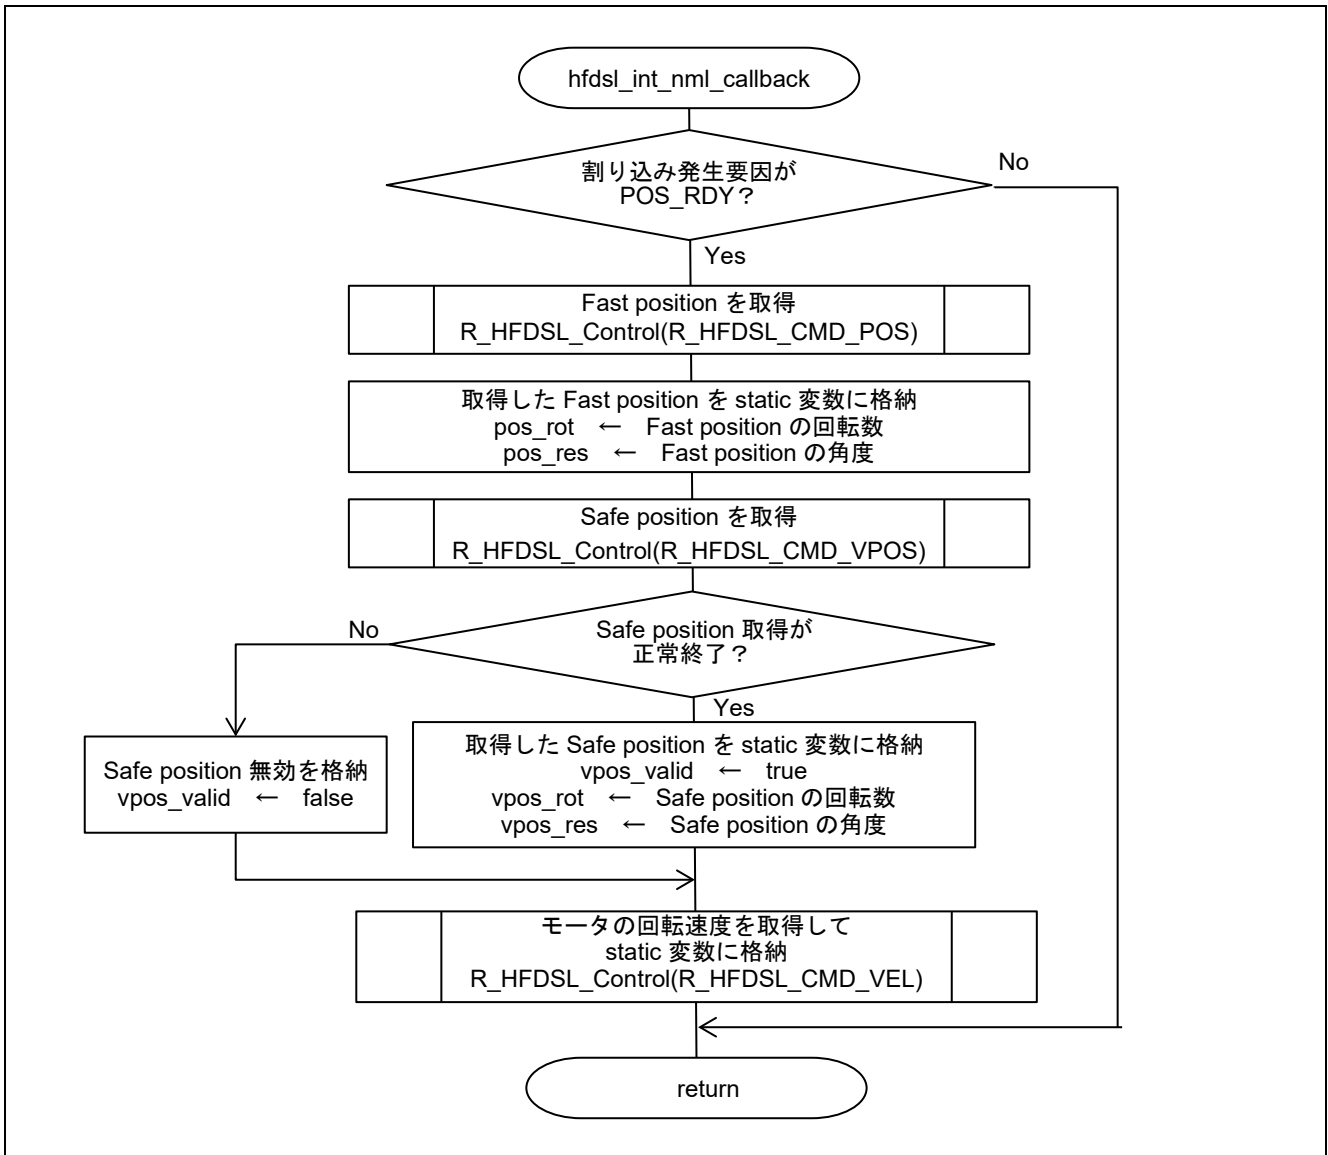 hfdsl_int_nml_callback
割り込み発生要因が
POS_RDY？
No
Yes
Fast position を取得
R_HFDSL_Control(R_HFDSL_CMD_POS)
取得した Fast position を static 変数に格納
pos_rot ← Fast position の回転数
pos_res ← Fast position の角度
Safe position を取得
R_HFDSL_Control(R_HFDSL_CMD_VPOS)
Safe position 取得が
正常終了？
No
Yes
Safe position 無効を格納
vpos_valid ← false
取得した Safe position を static 変数に格納
vpos_valid ← true
vpos_rot ← Safe position の回転数
vpos_res ← Safe position の角度
モータの回転速度を取得して
static 変数に格納
R_HFDSL_Control(R_HFDSL_CMD_VEL)
return